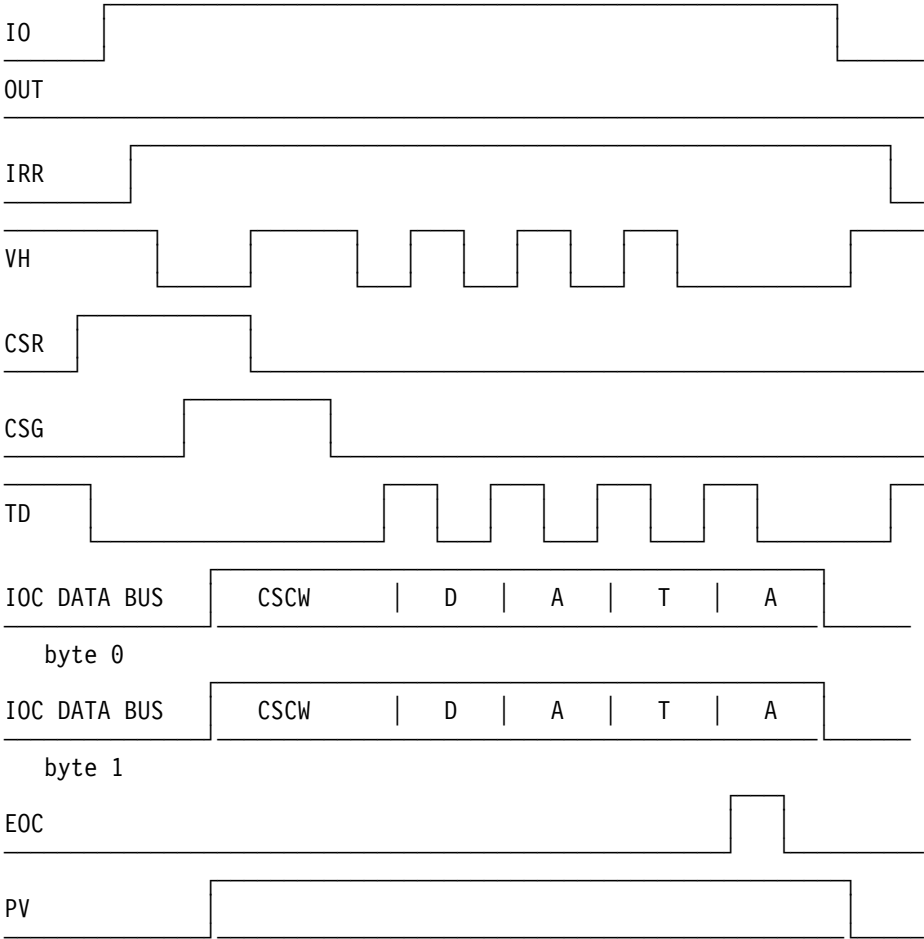 IO
OUT
IRR
VH
CSR
CSG
TD
IOC DATA BUS CSCW | D | A | T | A
byte 0
IOC DATA BUS CSCW | D | A | T | A
byte 1
EOC
PV